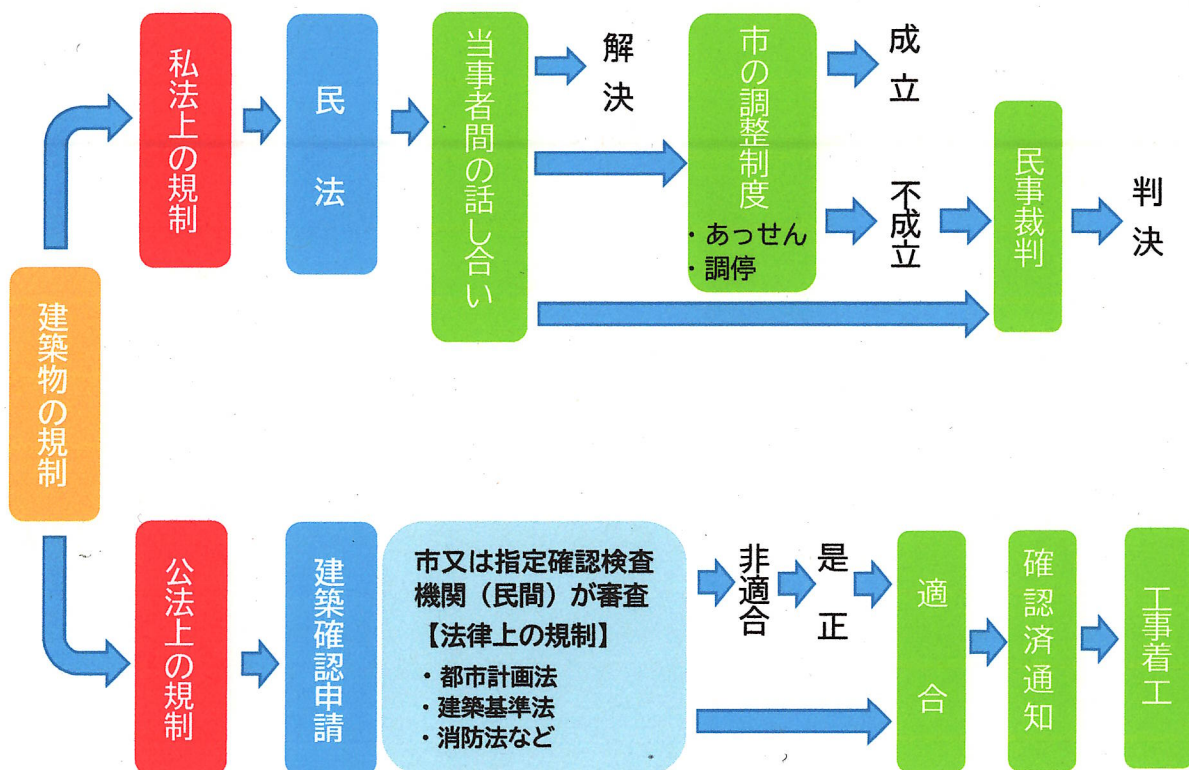 建築物の規制
私法上の規制
民法
当事者間の話し合い
解決
市の調整制度
・あっせん
・調停
成立
不成立
民事裁判
判決
公法上の規制
建築確認申請
市又は指定確認検査
機関（民間）が審査
【法律上の規制】
・都市計画法
・建築基準法
・消防法など
非適合
是正
適合
確認済通知
工事着工